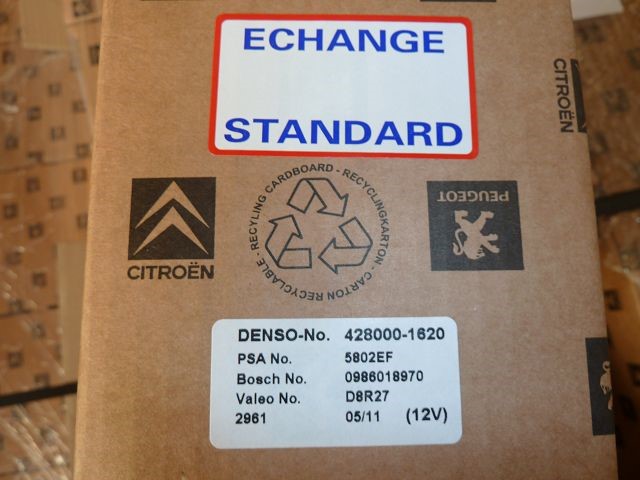 ECHANGE
STANDARD
CITROËN
RECYCLING CARDBOARD - RECYCLINGKARTON - CARTON RECYCLABLE -
CITROËN
PEUGEOT
DENSO-No. 428000-1620
PSA No. 5802EF
Bosch No. 0986018970
Valeo No. D8R27
2961 05/11 (12V)